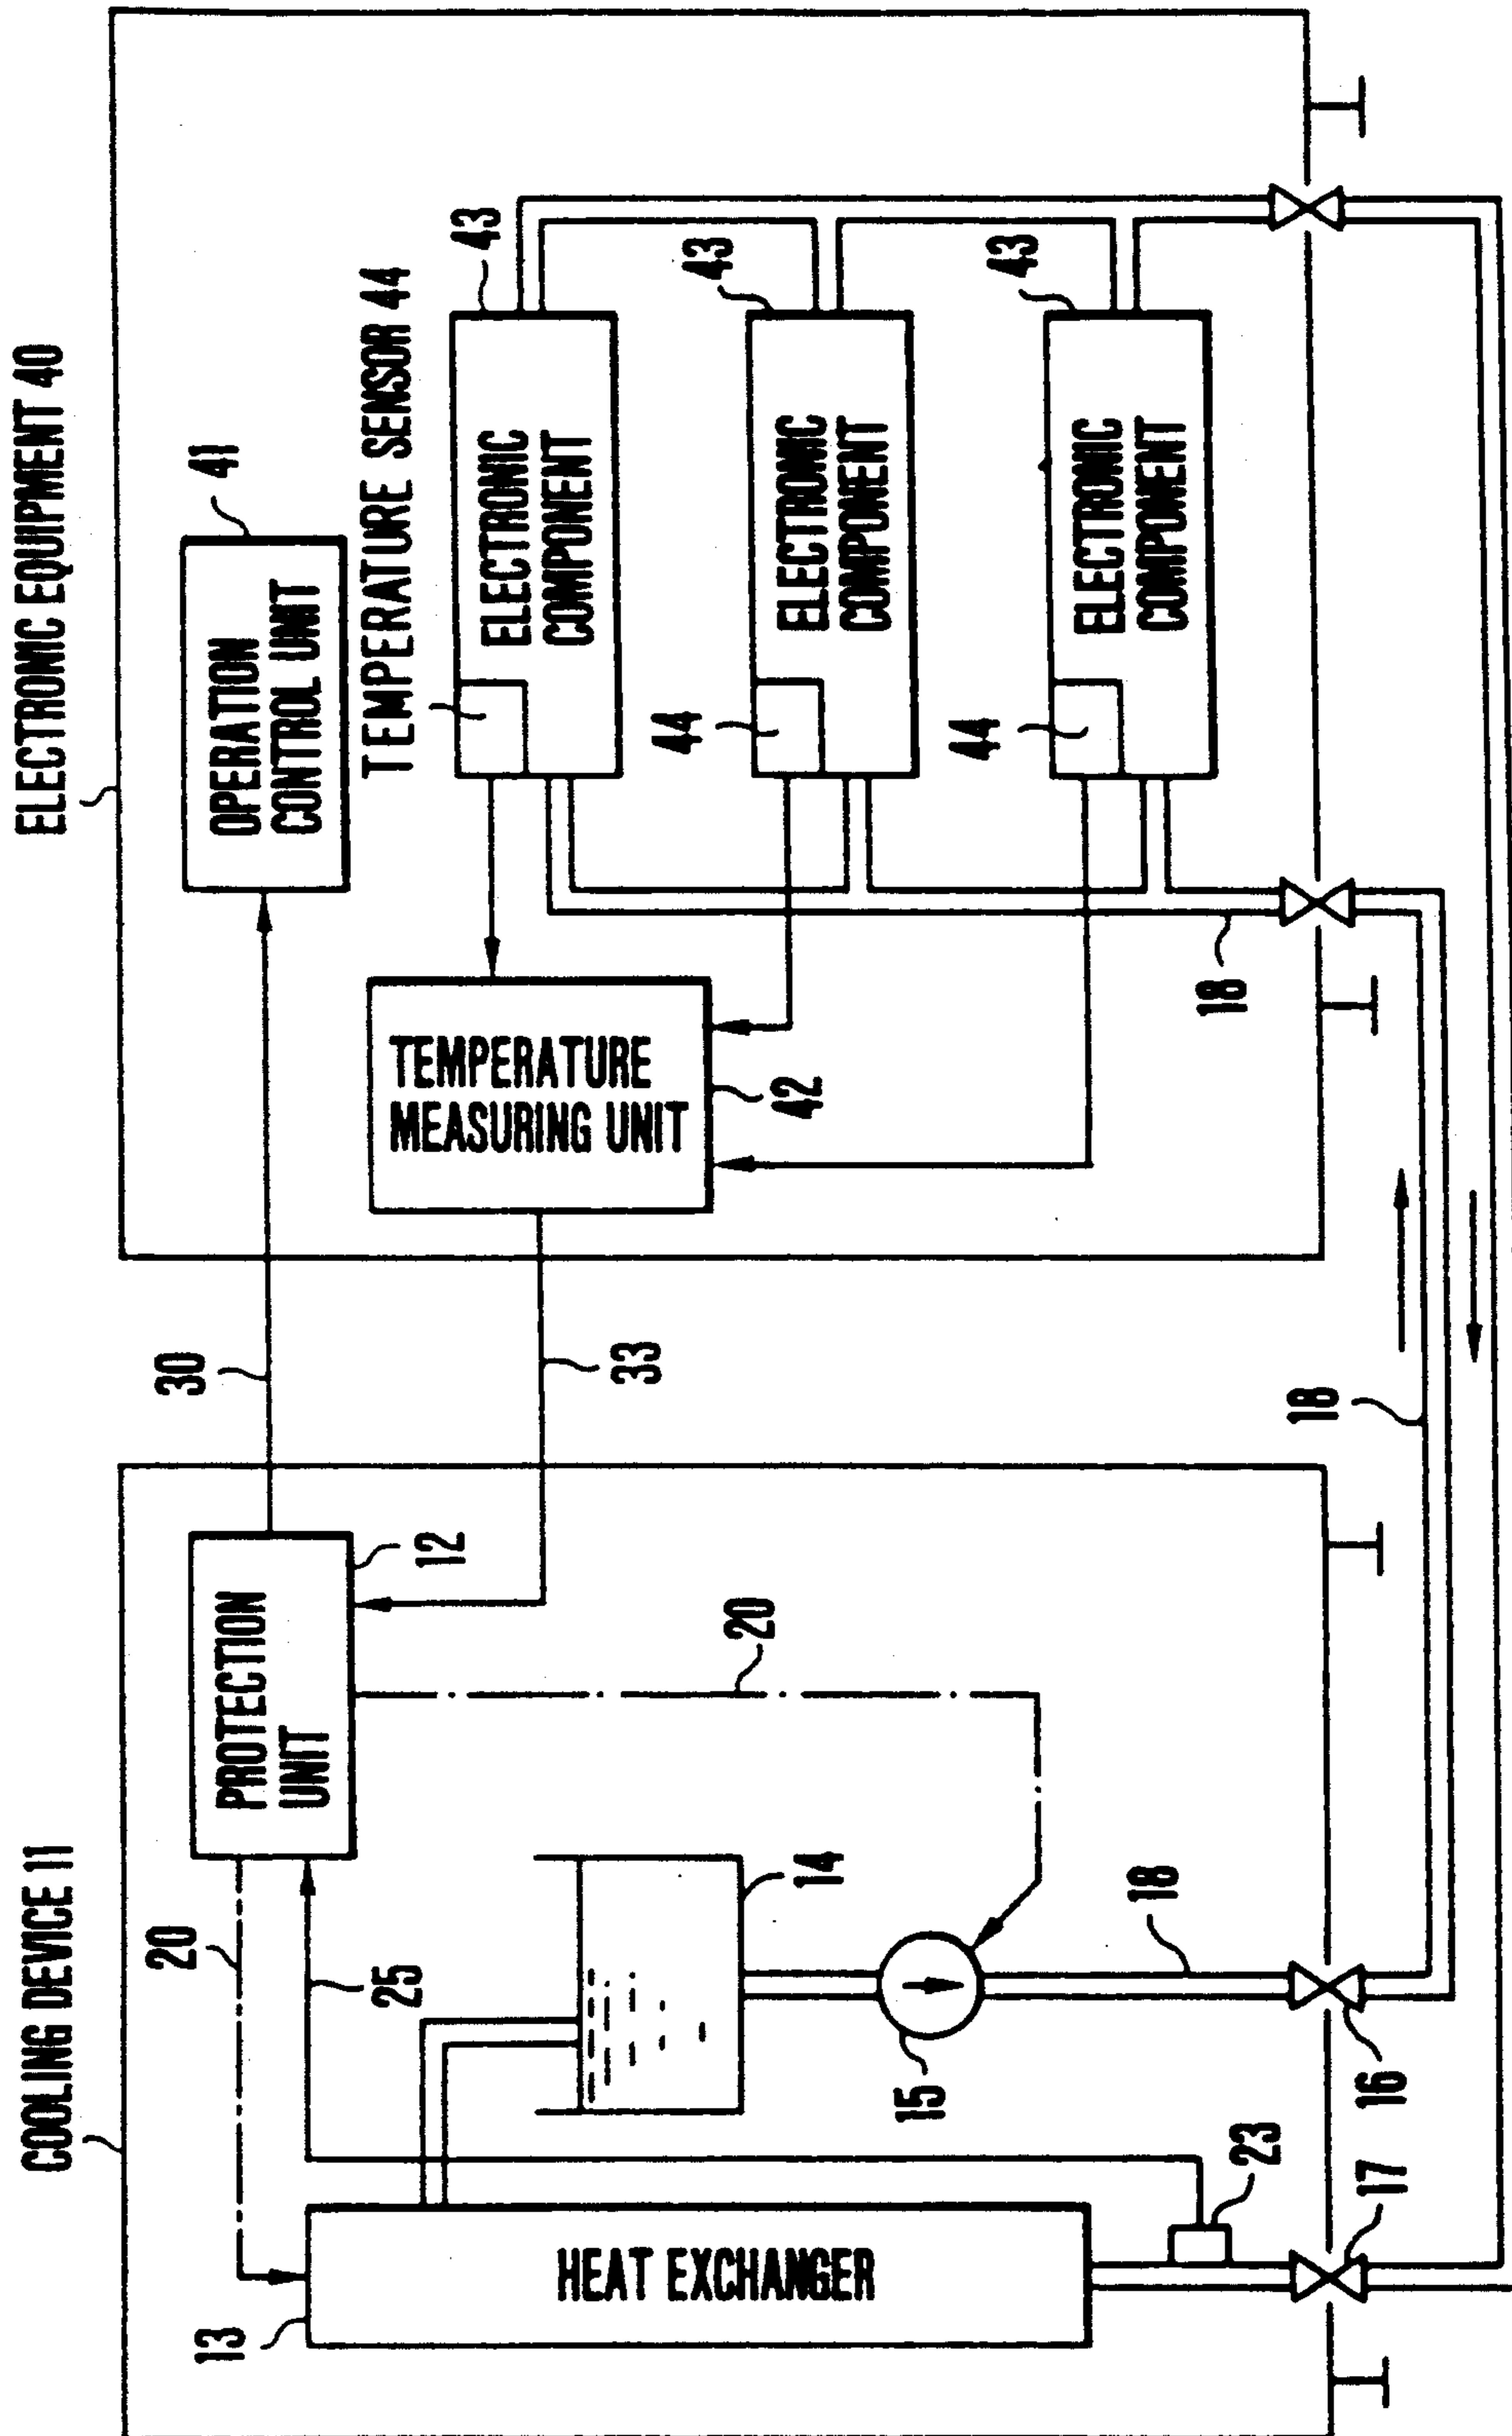 COOLING DEVICE 11
ELECTRONIC EQUIPMENT 40
PROTECTION
UNIT
12
20
25
13
HEAT EXCHANGER
14
20
15
18
23
17
16
30
33
18
OPERATION
CONTROL UNIT
41
TEMPERATURE SENSOR 44
TEMPERATURE
MEASURING UNIT
42
ELECTRONIC
COMPONENT
43
44
ELECTRONIC
COMPONENT
43
44
ELECTRONIC
COMPONENT
43
18